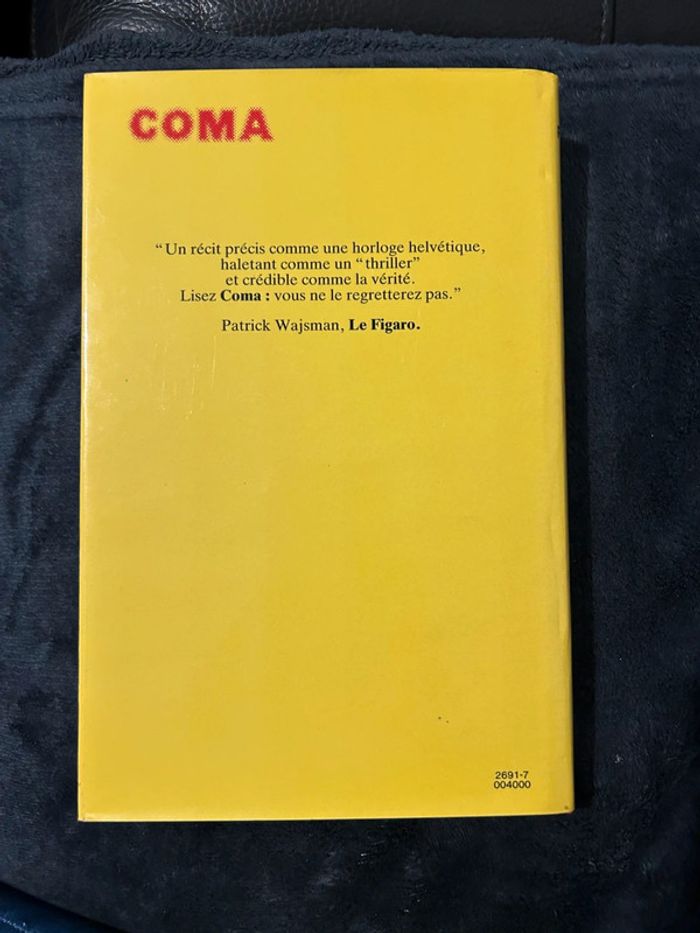 COMA
“Un récit précis comme une horloge helvétique,
haletant comme un “thriller”
et crédible comme la vérité.
Lisez Coma : vous ne le regretterez pas.”
Patrick Wajsman, Le Figaro.
2691-7
004000